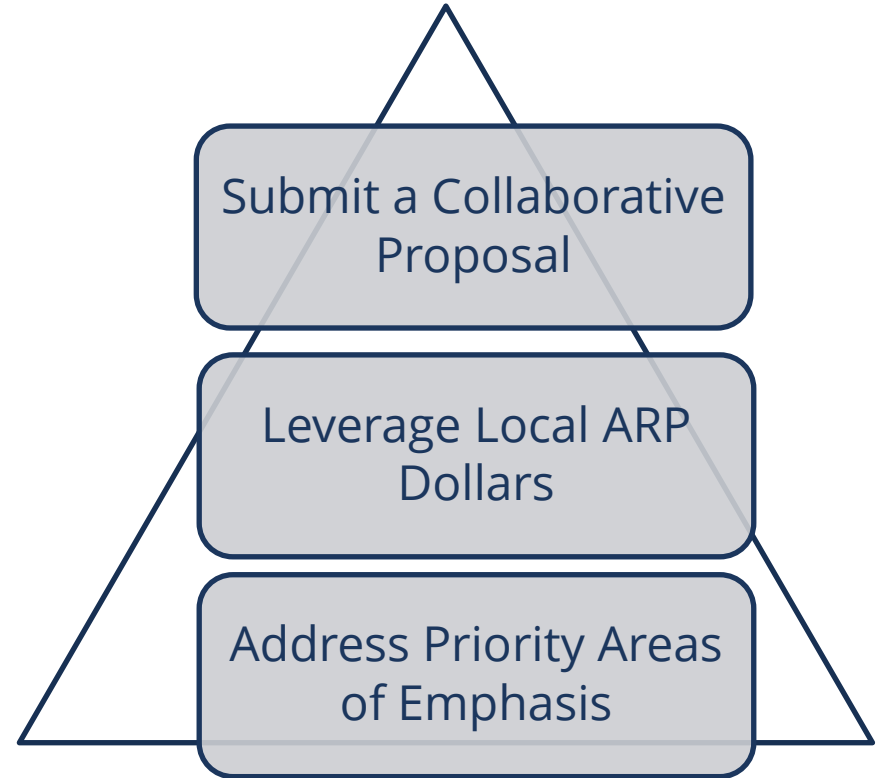 Submit a Collaborative
Proposal
Leverage Local ARP
Dollars
Address Priority Areas
of Emphasis